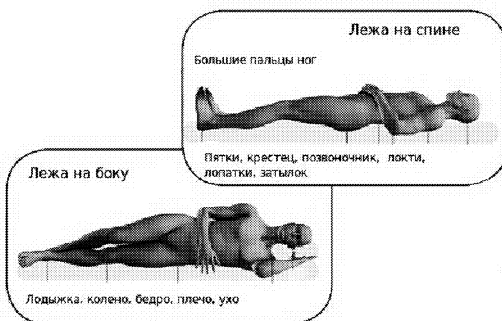 Лежа на спине
Большие пальцы ног
Пятки, крестец, позвоночник, локти,
лопатки, затылок
Лежа на боку
Лодыжка, колено, бедро, плечо, ухо